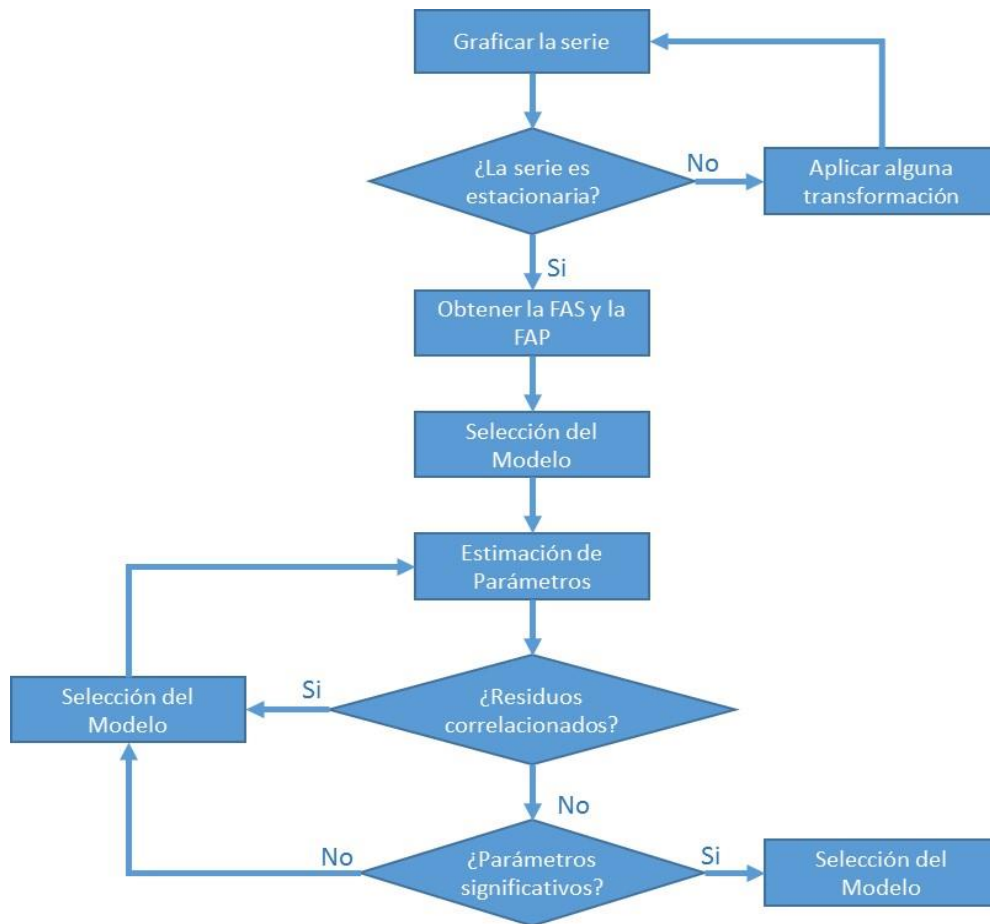 Graficar la serie
¿La serie es
estacionaria?
No
Aplicar alguna
transformación
Si
Obtener la FAS y la
FAP
Selección del
Modelo
Estimación de
Parámetros
Selección del
Modelo
Si
¿Residuos
correlacionados?
No
No
¿Parámetros
significativos?
Si
Selección del
Modelo